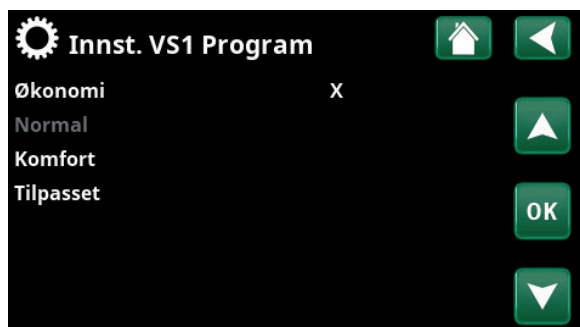 Innst. VS1 Program
Økonomi X
Normal
Komfort
Tilpasset
OK